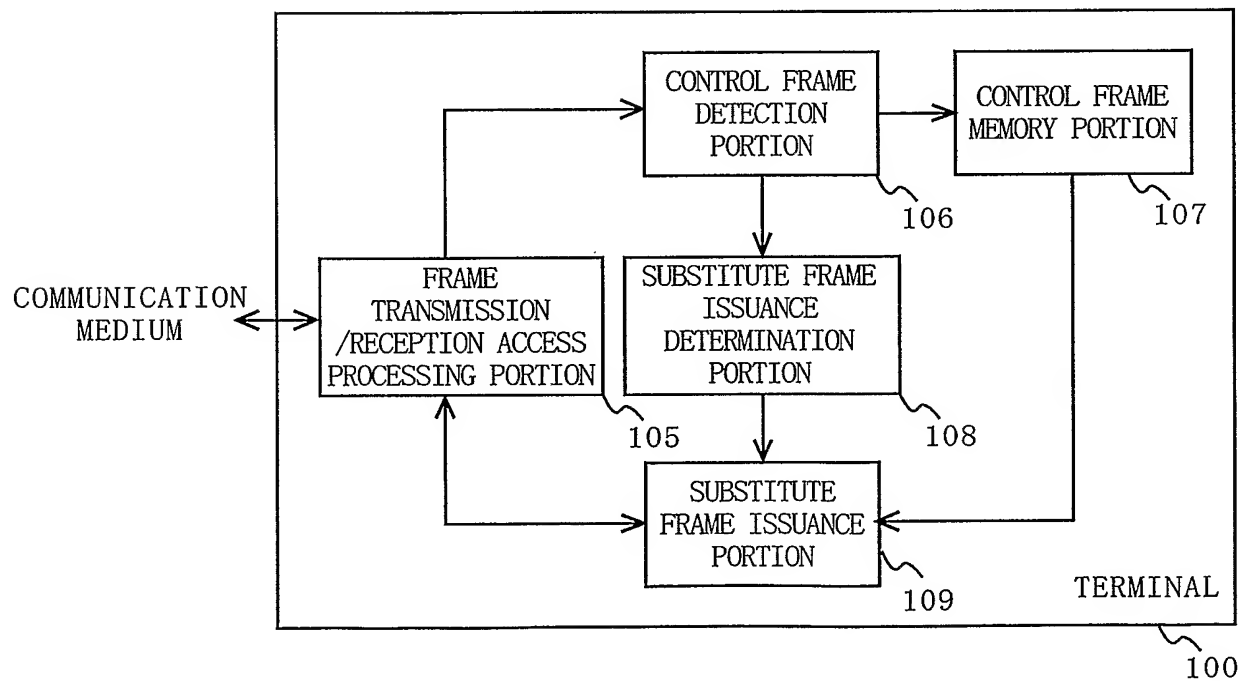 CONTROL FRAME
DETECTION
PORTION
106
CONTROL FRAME
MEMORY PORTION
107
COMMUNICATION
MEDIUM
FRAME
TRANSMISSION
/RECEPTION ACCESS
PROCESSING PORTION
105
SUBSTITUTE FRAME
ISSUANCE
DETERMINATION
PORTION
108
SUBSTITUTE
FRAME ISSUANCE
PORTION
109
TERMINAL
100